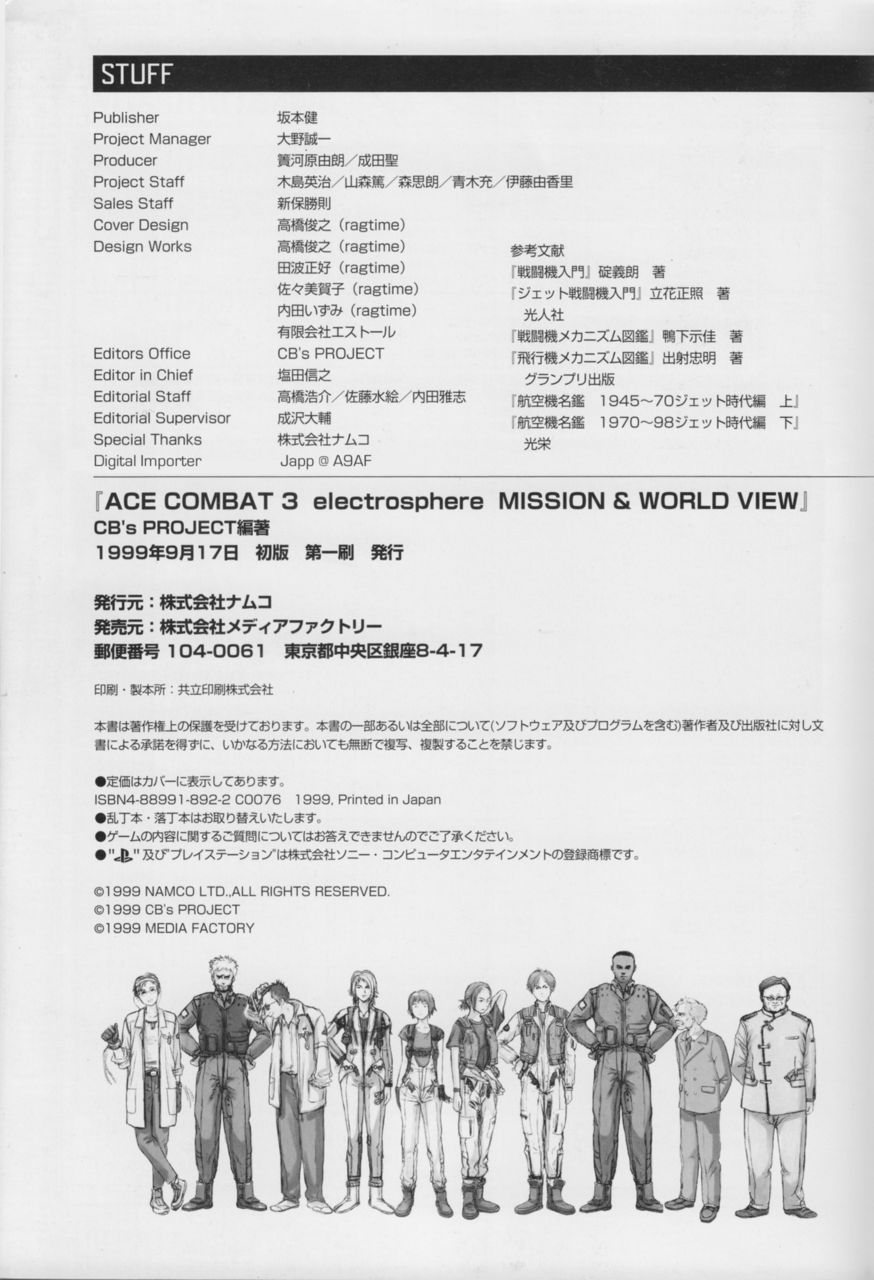 STUFF
Publisher 坂本健
Project Manager 大野誠一
Producer 簑河原由朗／成田聖
Project Staff 木島英治／山森篤／森思朗／青木充／伊藤由香里
Sales Staff 新保勝則
Cover Design 高橋俊之（ragtime）
Design Works 高橋俊之（ragtime）
田波正好（ragtime）
佐々美賀子（ragtime）
内田いずみ（ragtime）
有限会社エストール
Editors Office CB's PROJECT
Editor in Chief 塩田信之
Editorial Staff 高橋浩介／佐藤水絵／内田雅志
Editorial Supervisor 成沢大輔
Special Thanks 株式会社ナムコ
Digital Importer Japp @ A9AF
参考文献
『戦闘機入門』碇義朗　著
『ジェット戦闘機入門』立花正照　著
光人社
『戦闘機メカニズム図鑑』鴨下示佳　著
『飛行機メカニズム図鑑』出射忠明　著
グランプリ出版
『航空機名鑑　1945〜70ジェット時代編　上』
『航空機名鑑　1970〜98ジェット時代編　下』
光栄
『ACE COMBAT 3 electrosphere MISSION & WORLD VIEW』
CB's PROJECT編著
1999年9月17日　初版　第一刷　発行
発行元：株式会社ナムコ
発売元：株式会社メディアファクトリー
郵便番号 104-0061　東京都中央区銀座8-4-17
印刷・製本所：共立印刷株式会社
本書は著作権上の保護を受けております。本書の一部あるいは全部について(ソフトウェア及びプログラムを含む)著作者及び出版社に対し文
書による承諾を得ずに、いかなる方法においても無断で複写、複製することを禁じます。
●定価はカバーに表示してあります。
ISBN4-88991-892-2 C0076　1999, Printed in Japan
●乱丁本・落丁本はお取り替えいたします。
●ゲームの内容に関するご質問についてはお答えできませんのでご了承ください。
●" "及び"プレイステーション"は株式会社ソニー・コンピュータエンタテインメントの登録商標です。
©1999 NAMCO LTD.,ALL RIGHTS RESERVED.
©1999 CB's PROJECT
©1999 MEDIA FACTORY